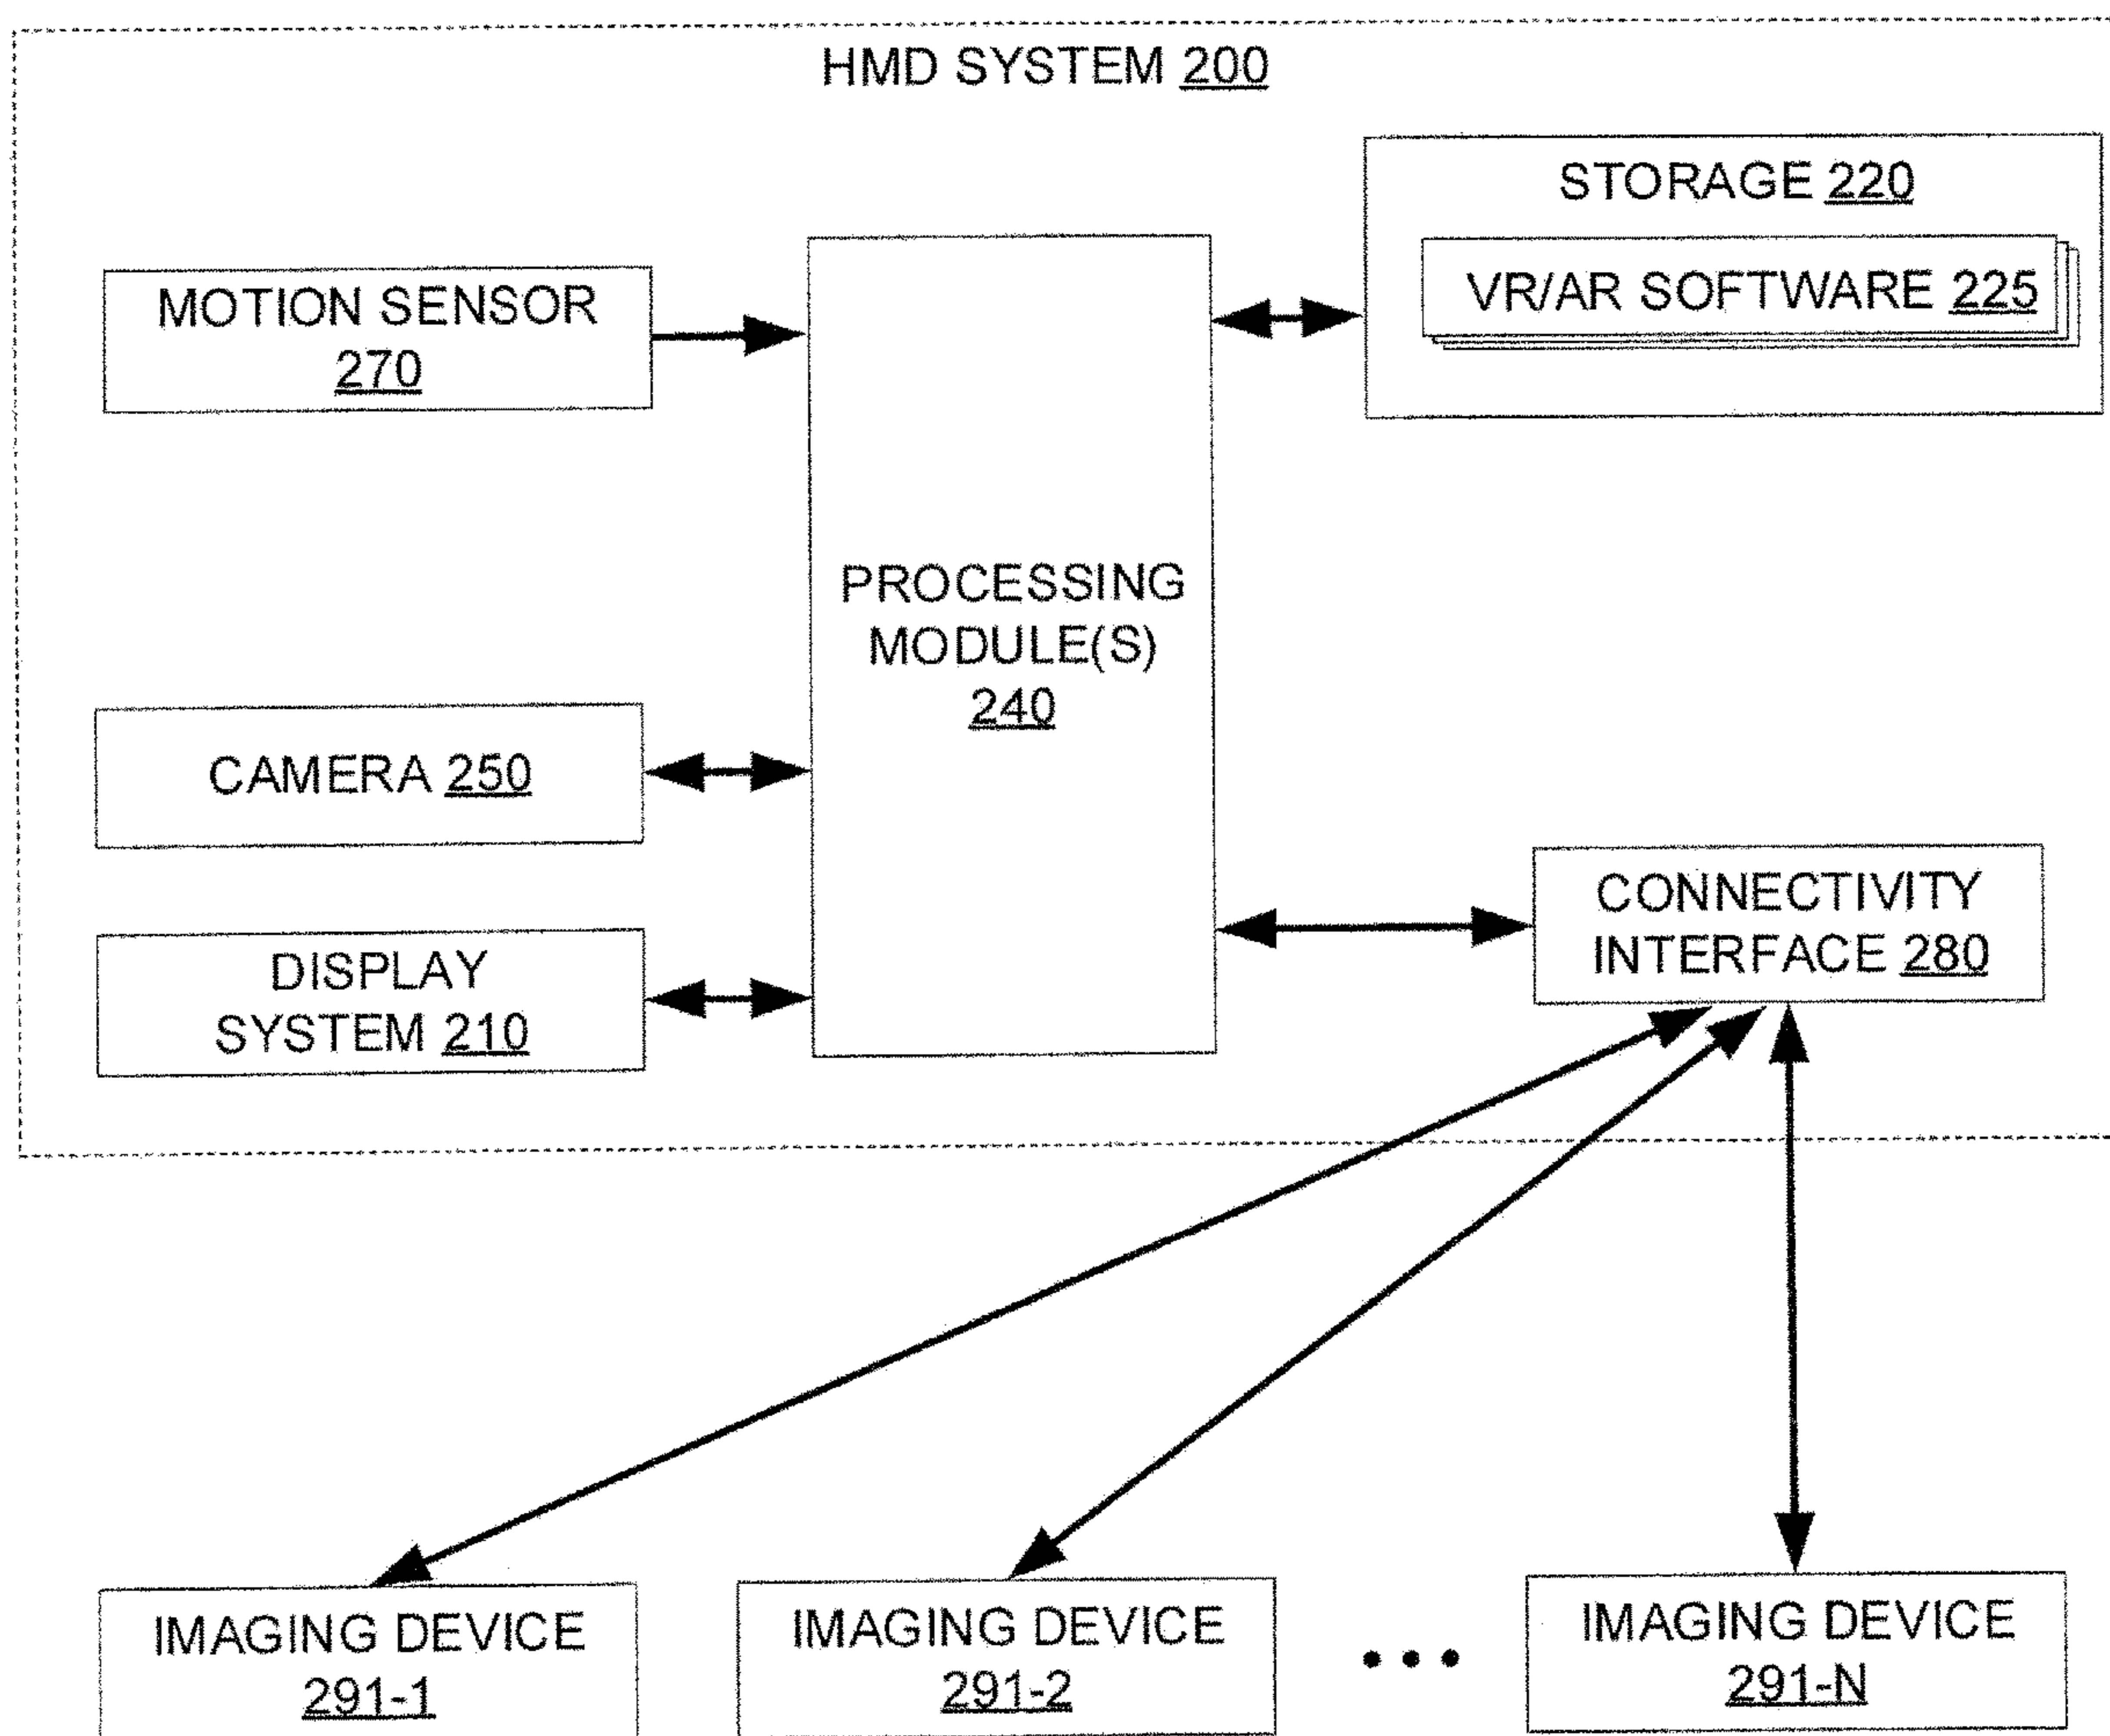 HMD SYSTEM 200
STORAGE 220
VR/AR SOFTWARE 225
MOTION SENSOR
270
PROCESSING
MODULE(S)
240
CAMERA 250
DISPLAY
SYSTEM 210
CONNECTIVITY
INTERFACE 280
IMAGING DEVICE
291-1
IMAGING DEVICE
291-2
• • •
IMAGING DEVICE
291-N